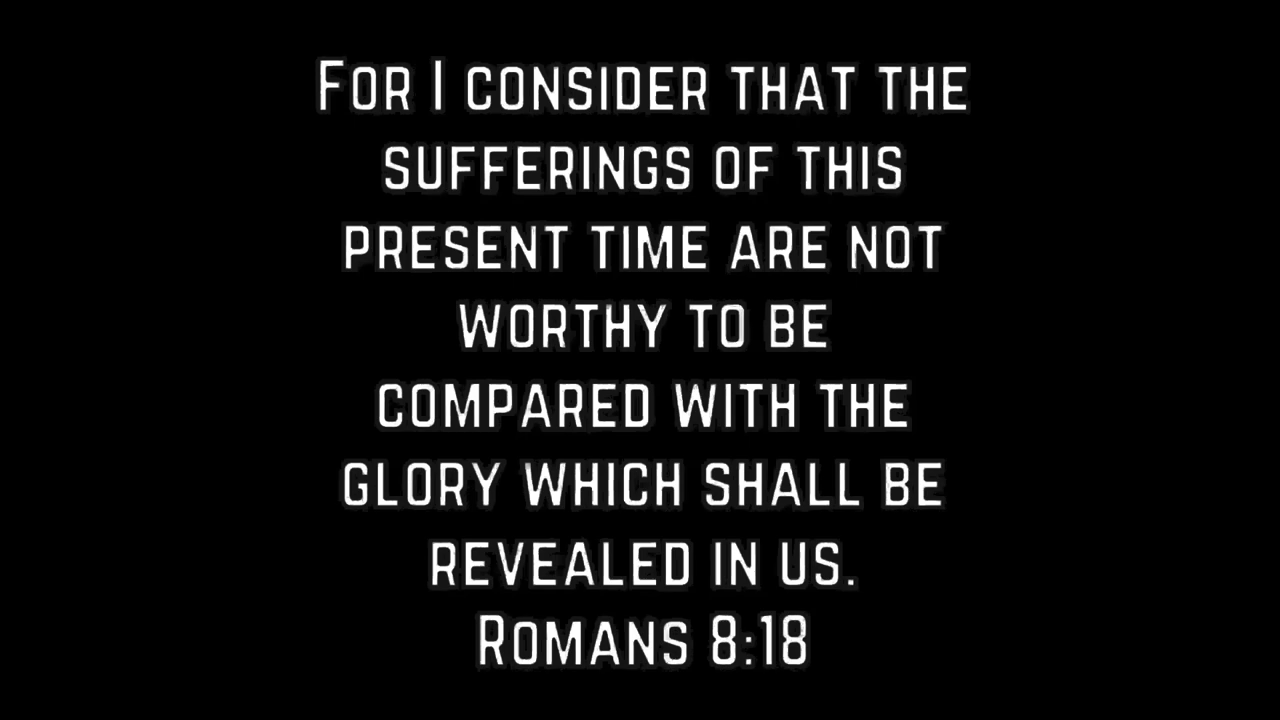 For I consider that the
sufferings of this
present time are not
worthy to be
compared with the
glory which shall be
revealed in us.
Romans 8:18